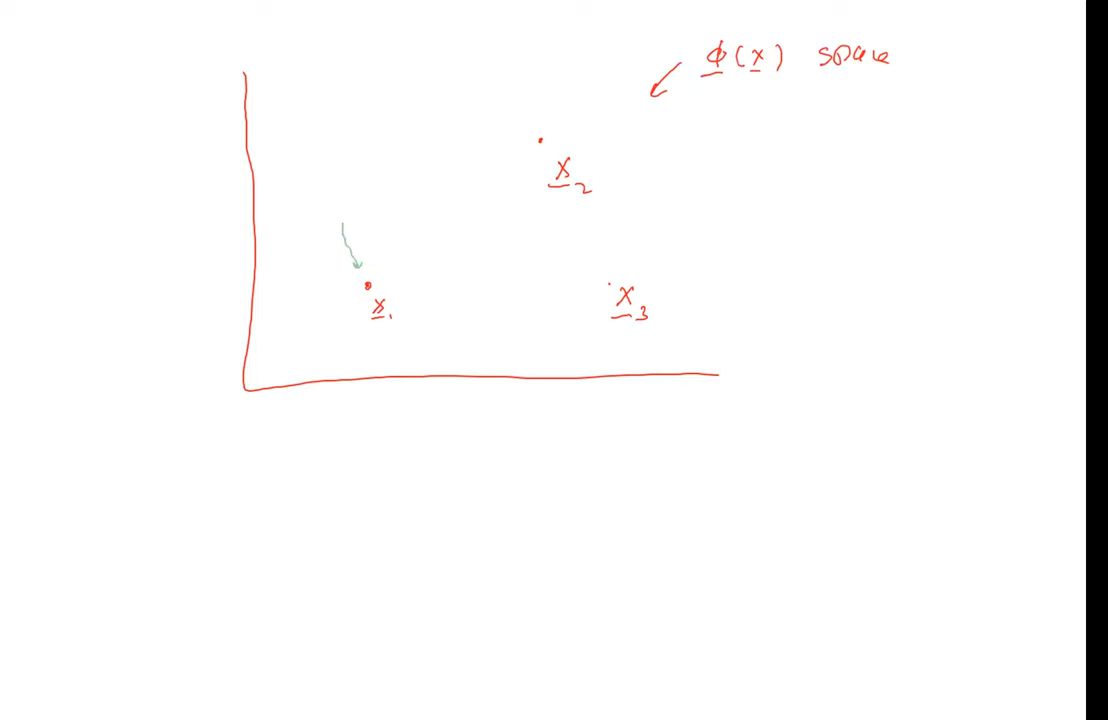 ϕ(x) space
x₂
x₁
x₃